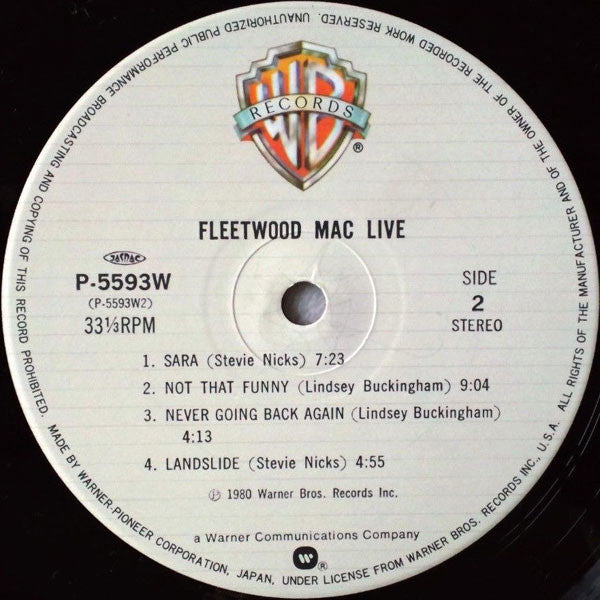 WB
RECORDS
®
FLEETWOOD MAC LIVE
JASRAC
P-5593W
(P-5593W2)
33⅓RPM
SIDE
2
STEREO
1. SARA (Stevie Nicks) 7:23
2. NOT THAT FUNNY (Lindsey Buckingham) 9:04
3. NEVER GOING BACK AGAIN (Lindsey Buckingham)
4:13
4. LANDSLIDE (Stevie Nicks) 4:55
Ⓟ 1980 Warner Bros. Records Inc.
a Warner Communications Company
®
MADE BY WARNER-PIONEER CORPORATION, JAPAN, UNDER LICENSE FROM WARNER BROS. RECORDS INC., U.S.A. ALL RIGHTS OF THE MANUFACTURER AND OF THE OWNER OF THE RECORDED WORK RESERVED. UNAUTHORIZED PUBLIC PERFORMANCE BROADCASTING AND COPYING OF THIS RECORD PROHIBITED.